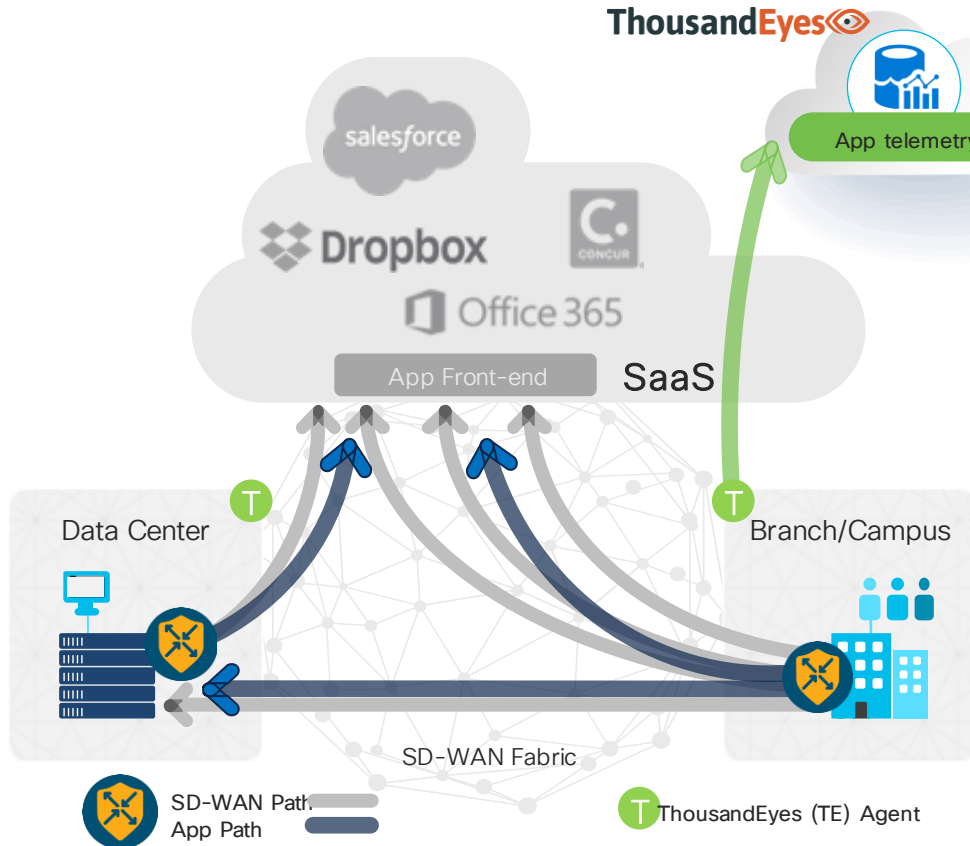 ThousandEyes
App telemetry
salesforce
Dropbox
C.
CONCUR
Office 365
App Front-end
SaaS
T
T
Data Center
Branch/Campus
SD-WAN Fabric
SD-WAN Path
App Path
T
ThousandEyes (TE) Agent